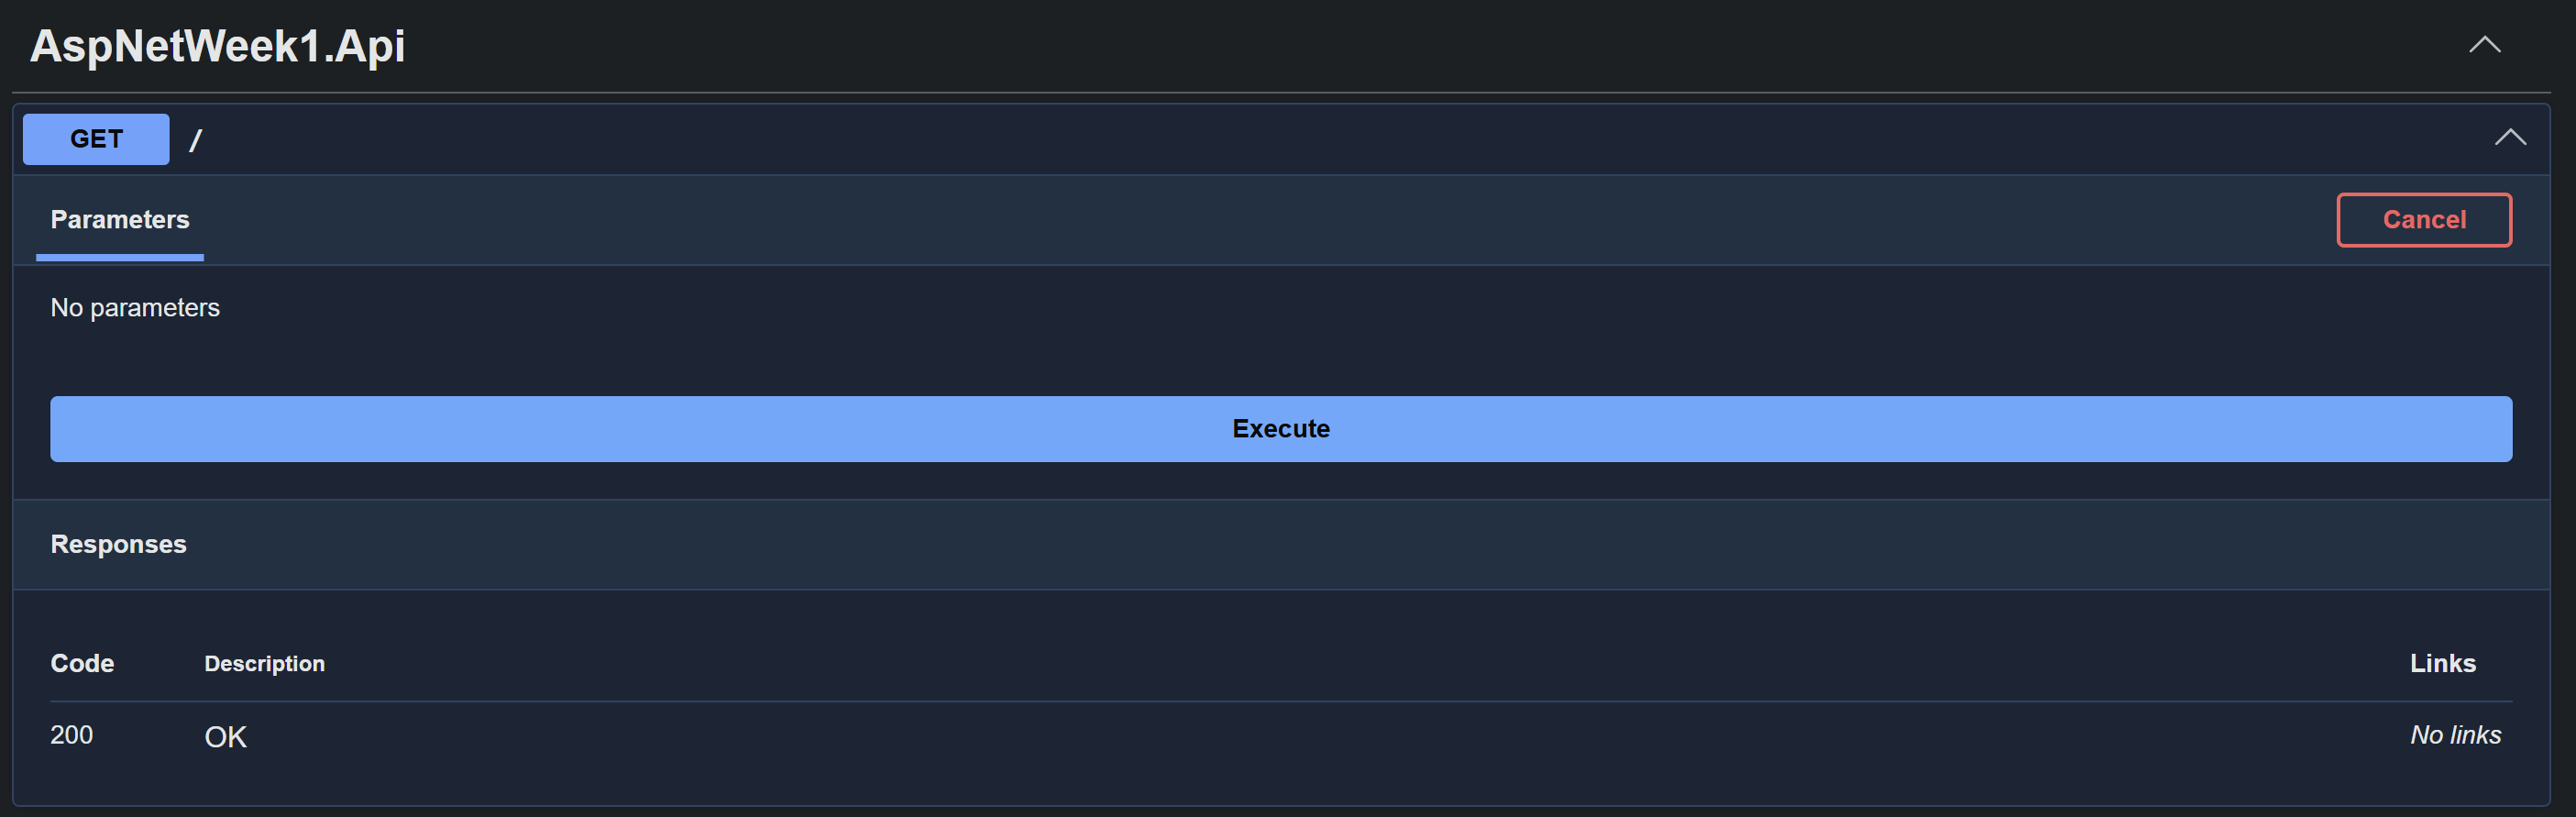 AspNetWeek1.Api
GET /
Parameters Cancel
No parameters
Execute
Responses
Code Description Links
200 OK No links